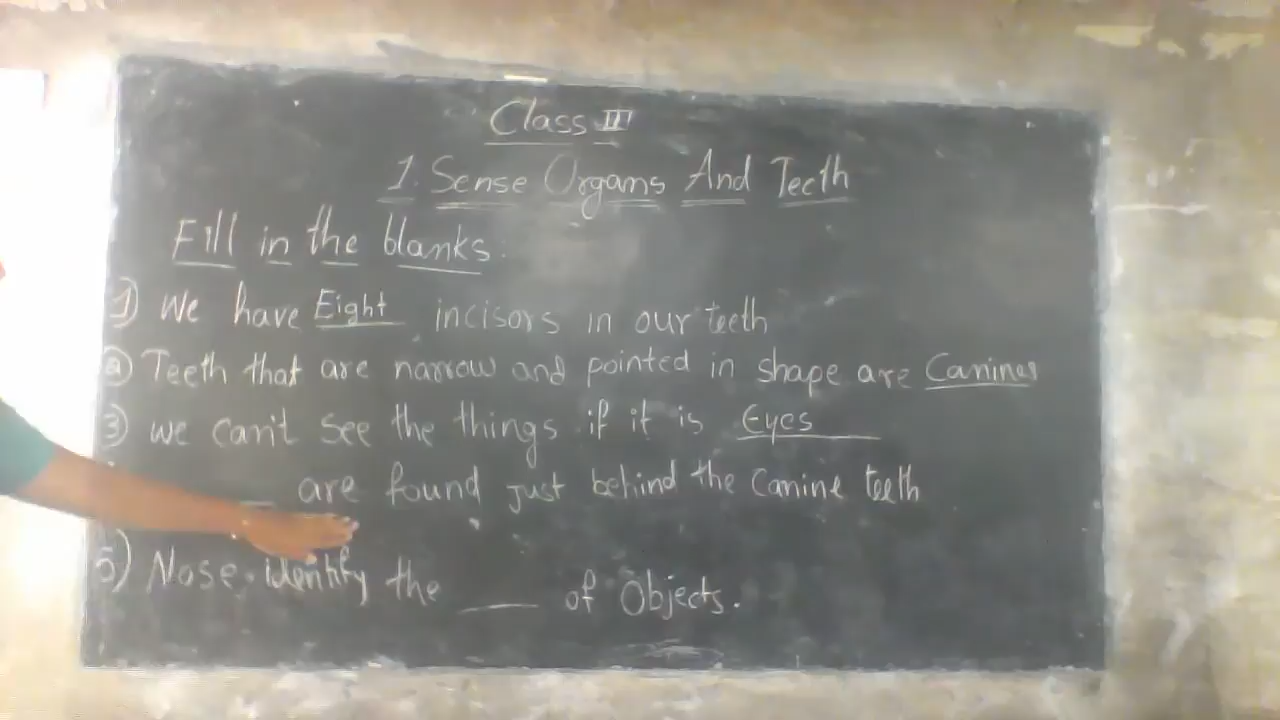 Class III
1. Sense Organs And Teeth
Fill in the blanks.
1) We have Eight incisors in our teeth
2) Teeth that are narrow and pointed in shape are Canines
3) we can't see the things if it is Eyes
__ are found just behind the canine teeth
5) Nose identify the ___ of Objects.